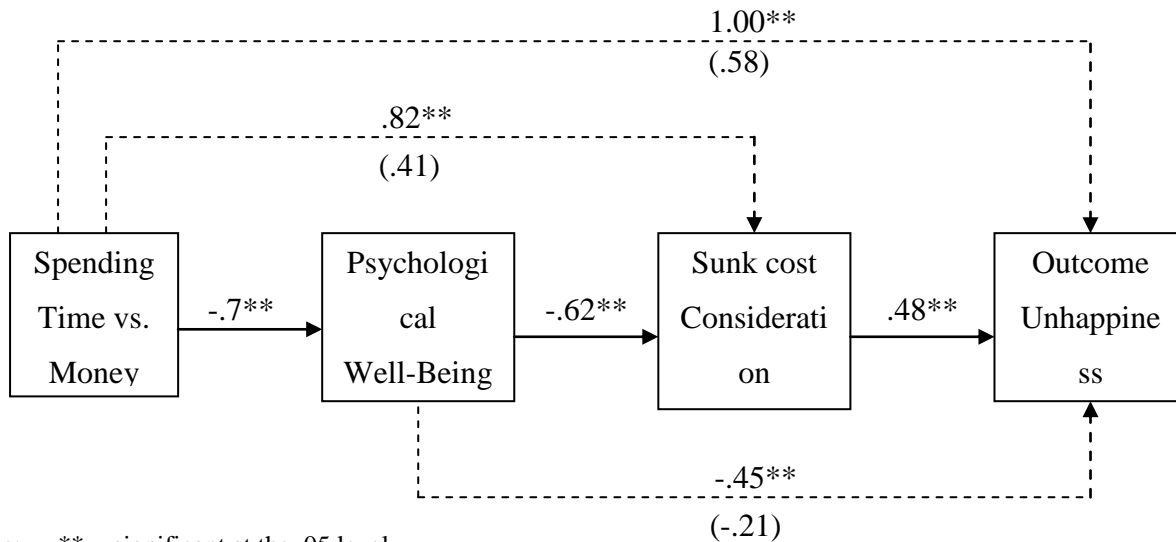 1.00**
(.58)
.82**
(.41)
Spending
Time vs.
Money
-.7**
Psychologi
cal
Well-Being
-.62**
Sunk cost
Considerati
on
.48**
Outcome
Unhappine
ss
-.45**
(-.21)
** significant at the .05 level